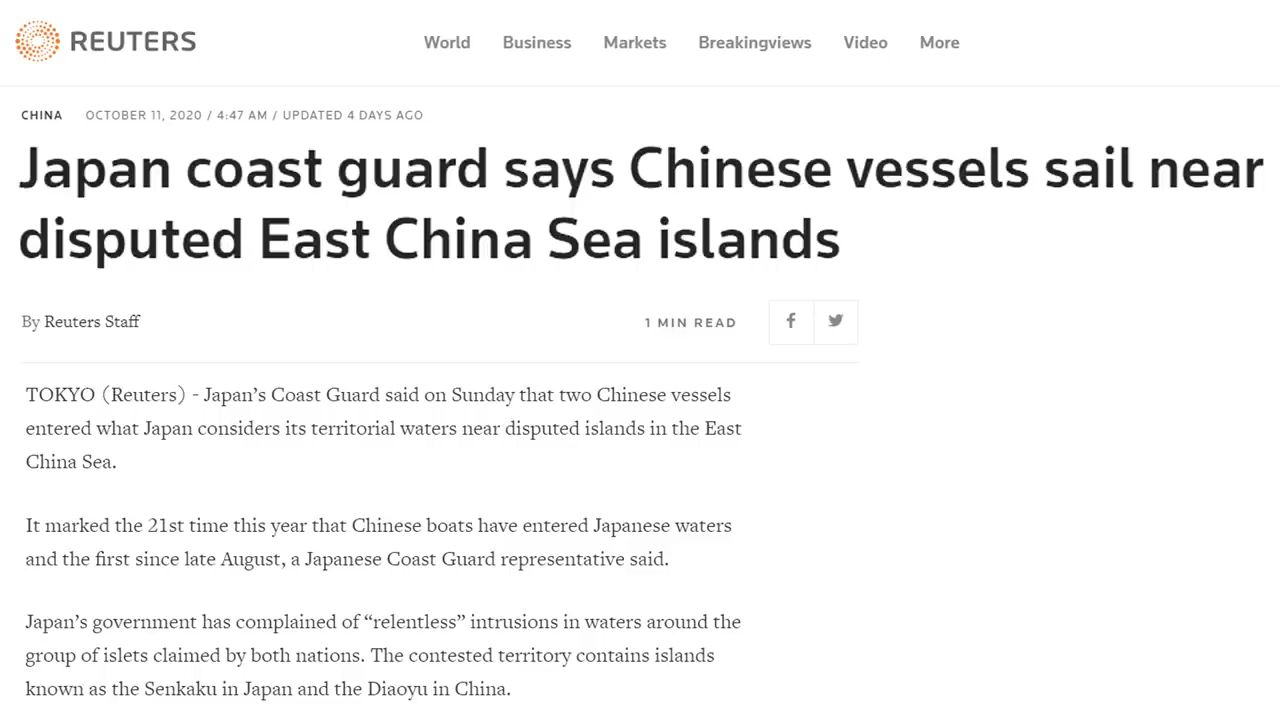 REUTERS
World Business Markets Breakingviews Video More
CHINA OCTOBER 11, 2020 / 4:47 AM / UPDATED 4 DAYS AGO
Japan coast guard says Chinese vessels sail near
disputed East China Sea islands
By Reuters Staff
1 MIN READ
TOKYO (Reuters) - Japan’s Coast Guard said on Sunday that two Chinese vessels
entered what Japan considers its territorial waters near disputed islands in the East
China Sea.
It marked the 21st time this year that Chinese boats have entered Japanese waters
and the first since late August, a Japanese Coast Guard representative said.
Japan’s government has complained of “relentless” intrusions in waters around the
group of islets claimed by both nations. The contested territory contains islands
known as the Senkaku in Japan and the Diaoyu in China.